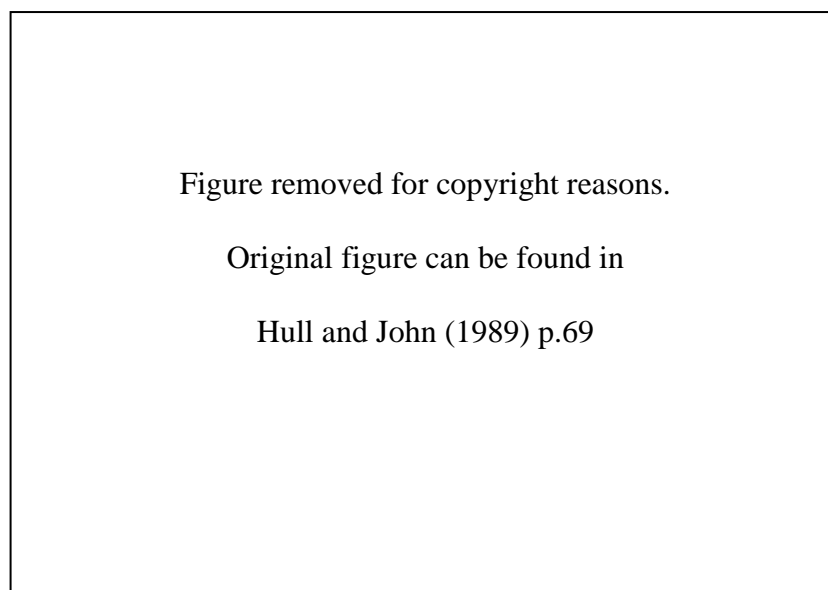 Figure removed for copyright reasons.
Original figure can be found in
Hull and John (1989) p.69